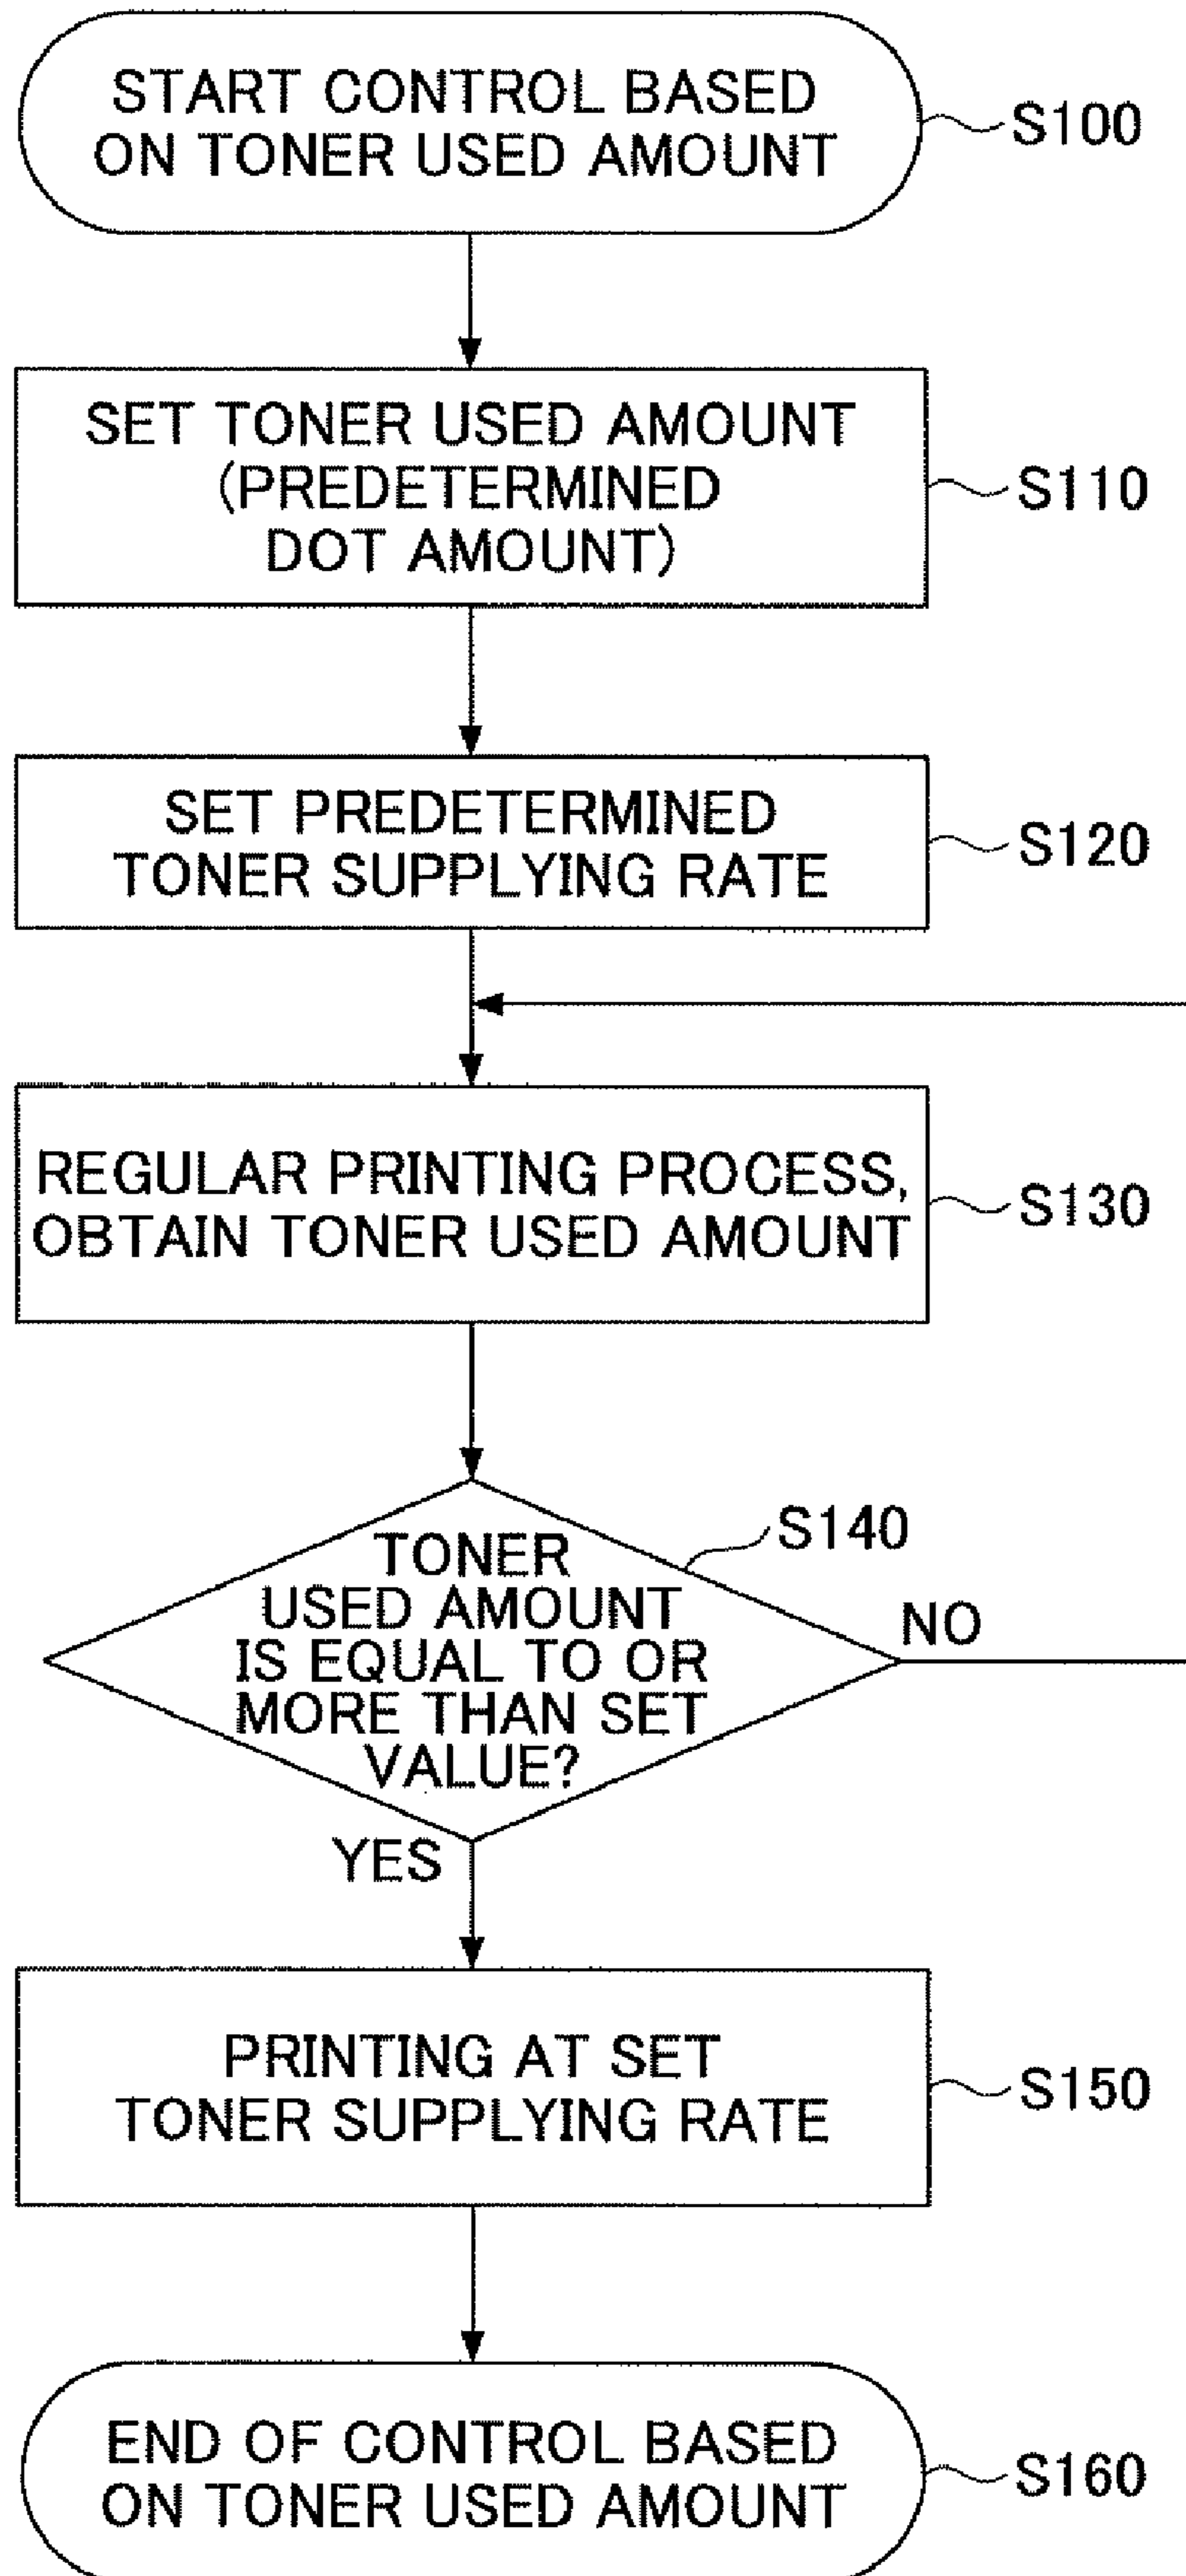 START CONTROL BASED
ON TONER USED AMOUNT
S100
SET TONER USED AMOUNT
(PREDETERMINED
DOT AMOUNT)
S110
SET PREDETERMINED
TONER SUPPLYING RATE
S120
REGULAR PRINTING PROCESS,
OBTAIN TONER USED AMOUNT
S130
S140
TONER
USED AMOUNT
IS EQUAL TO OR
MORE THAN SET
VALUE?
NO
YES
PRINTING AT SET
TONER SUPPLYING RATE
S150
END OF CONTROL BASED
ON TONER USED AMOUNT
S160